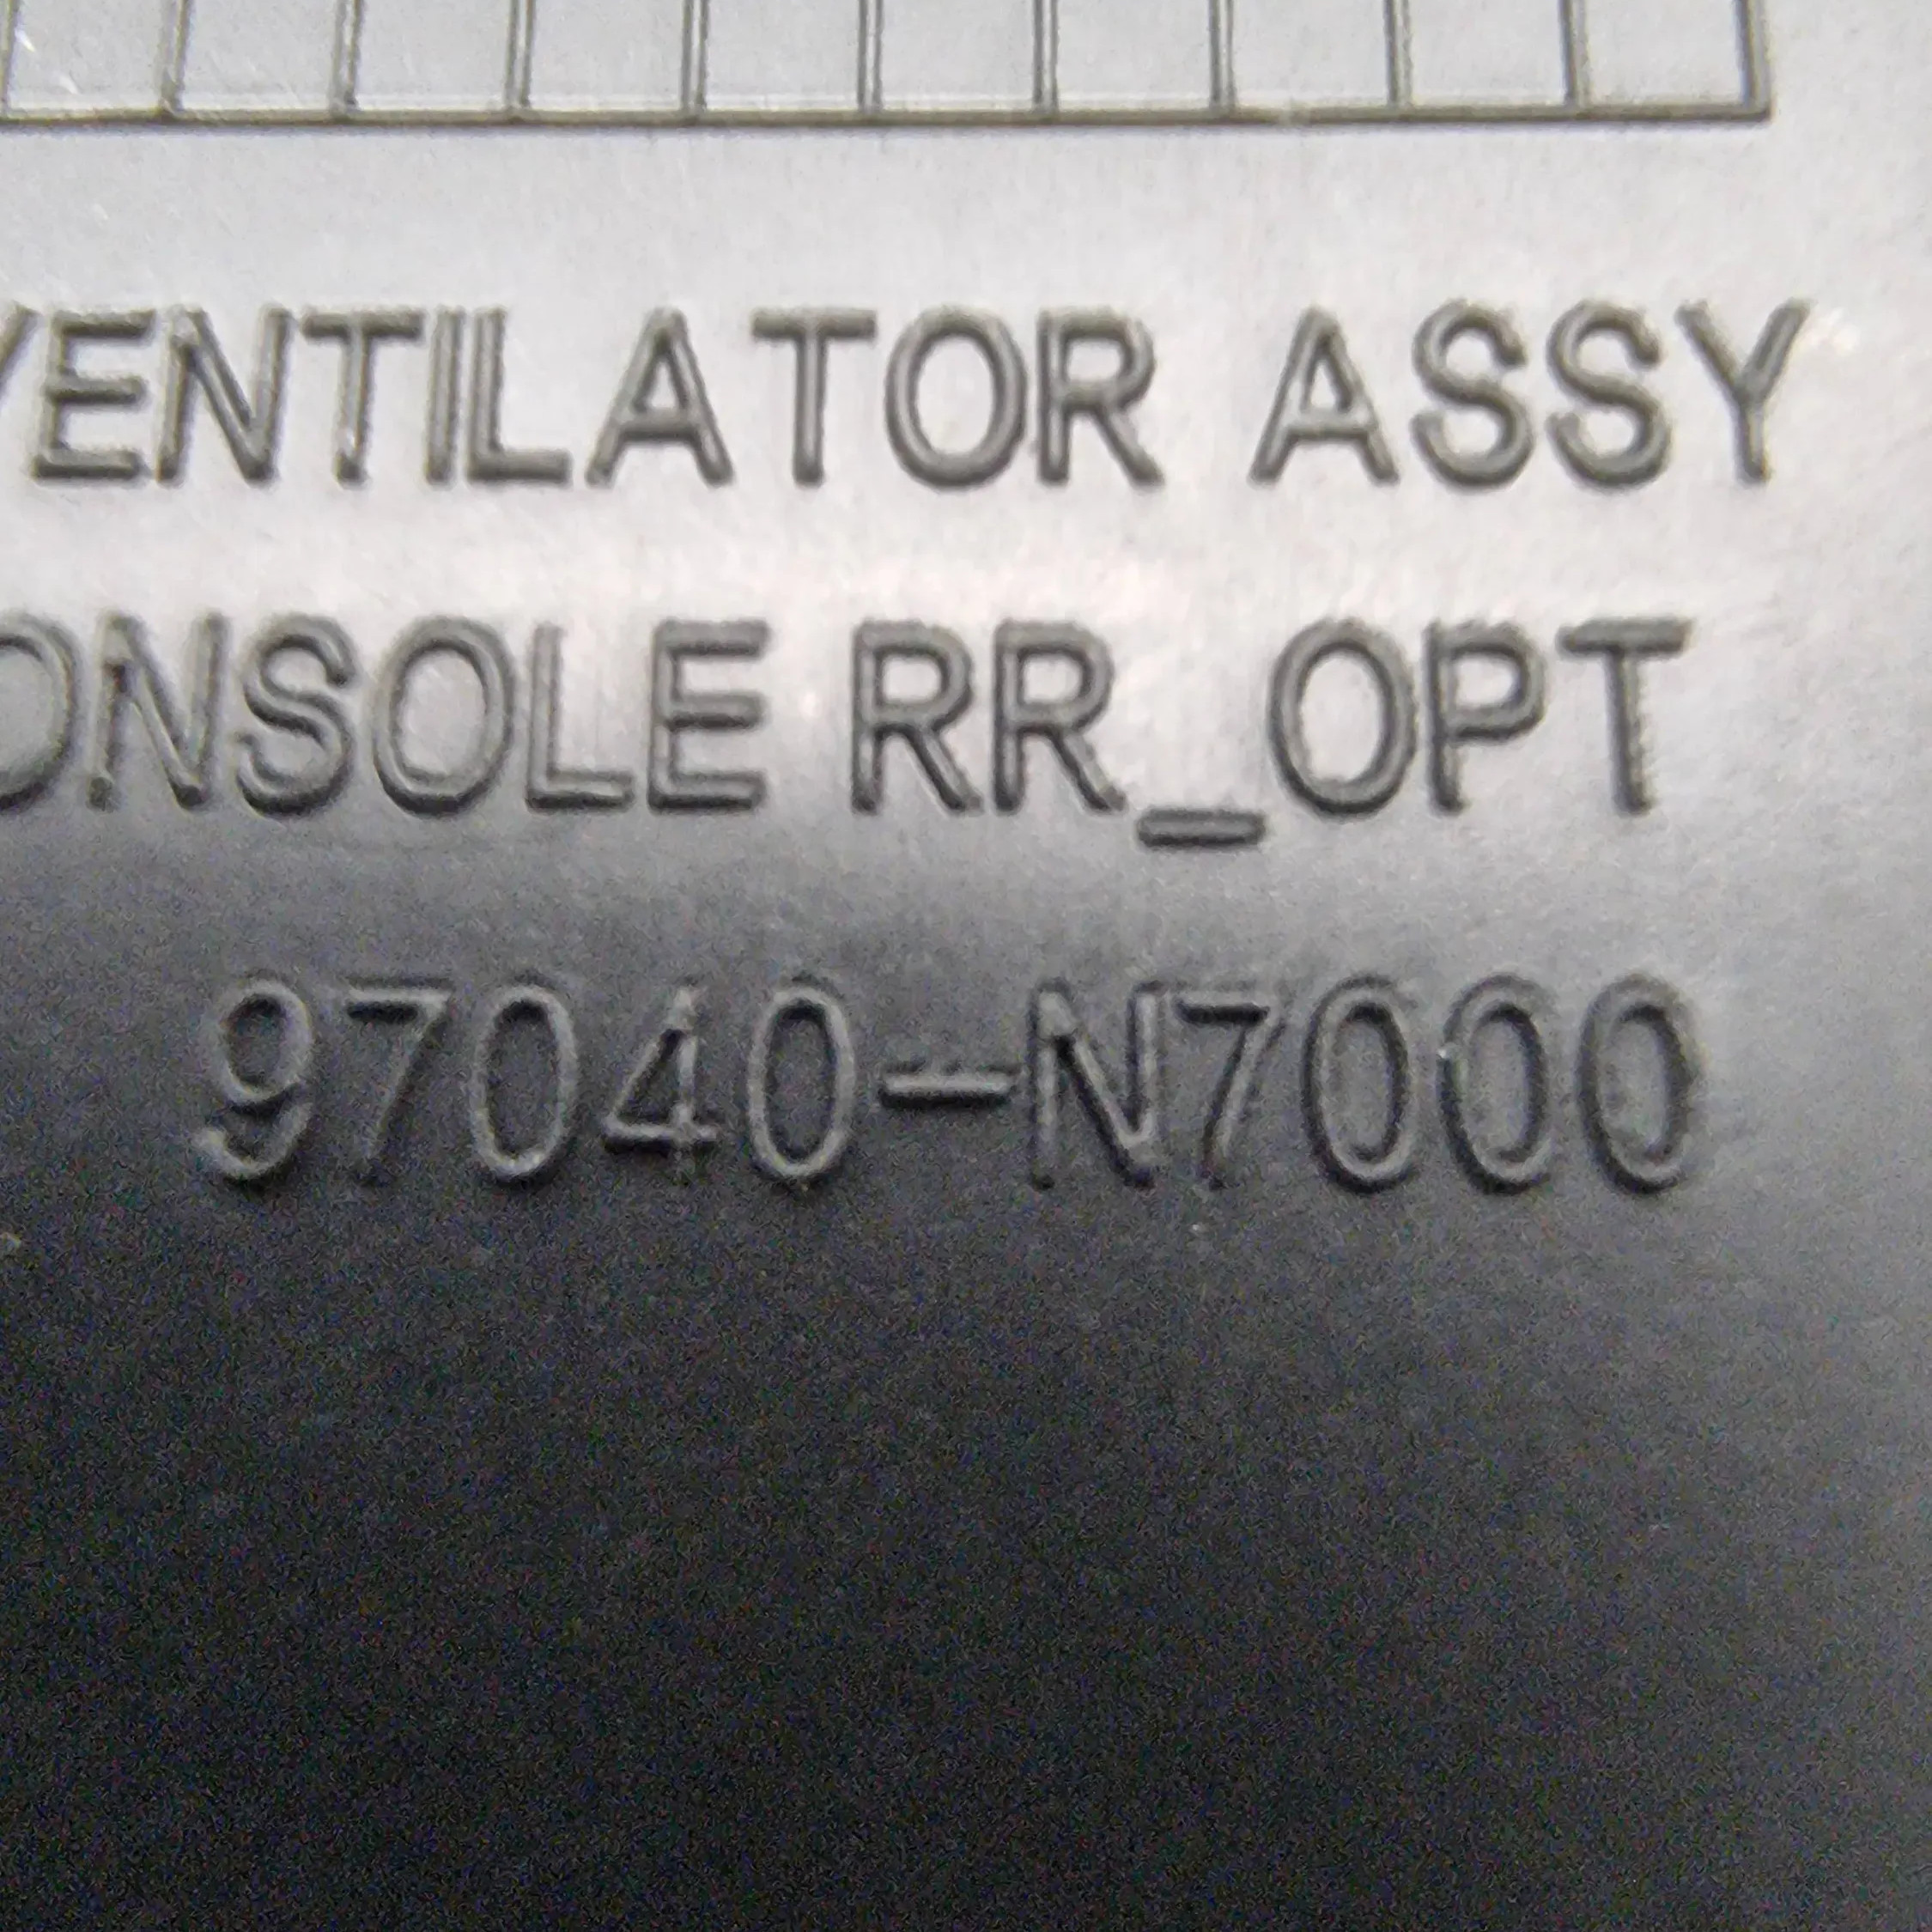 VENTILATOR ASSY
ONSOLE RR_OPT
97040-N7000